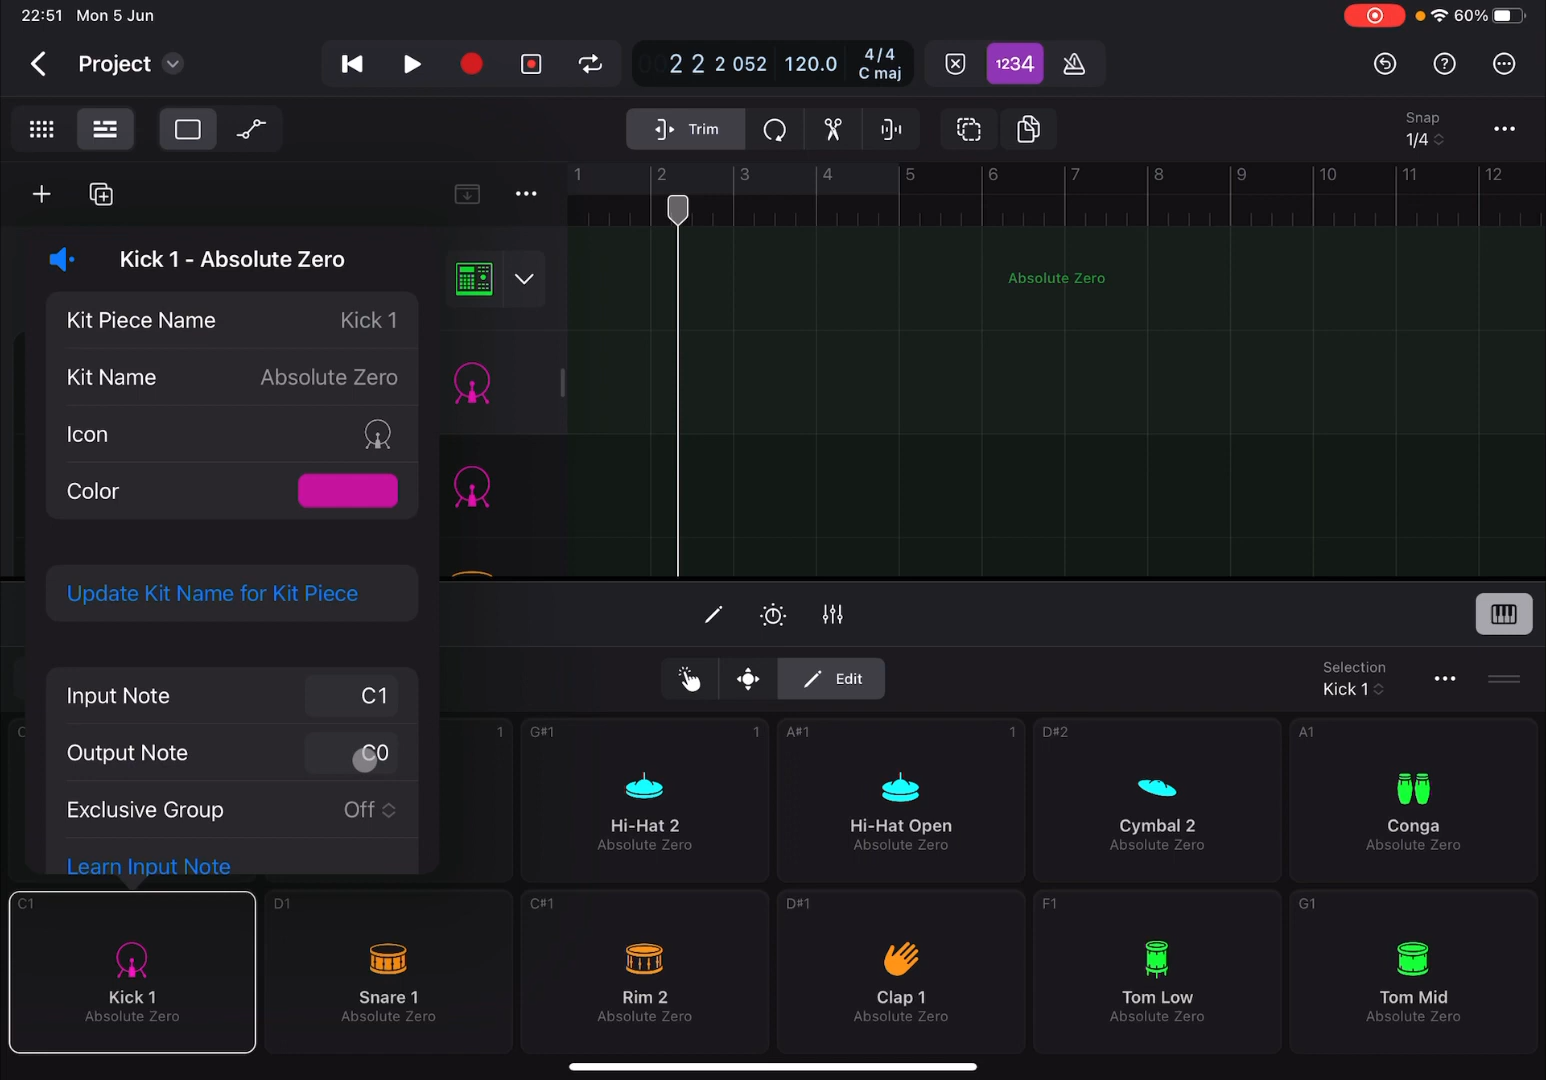 22:51 Mon 5 Jun
60%
Project
2 2 2 052 120.0 4/4 C maj
1234
Trim
Snap
1/4
1 2 3 4 5 6 7 8 9 10 11 12
Kick 1 - Absolute Zero
Absolute Zero
Kit Piece Name Kick 1
Kit Name Absolute Zero
Icon
Color
Update Kit Name for Kit Piece
Input Note C1
Output Note C0
Exclusive Group Off
Learn Input Note
Edit
Selection
Kick 1
C 1 G#1 1 A#1 1 D#2 A1
Hi-Hat 2 Hi-Hat Open Cymbal 2 Conga
Absolute Zero Absolute Zero Absolute Zero Absolute Zero
C1 D1 C#1 D#1 F1 G1
Kick 1 Snare 1 Rim 2 Clap 1 Tom Low Tom Mid
Absolute Zero Absolute Zero Absolute Zero Absolute Zero Absolute Zero Absolute Zero